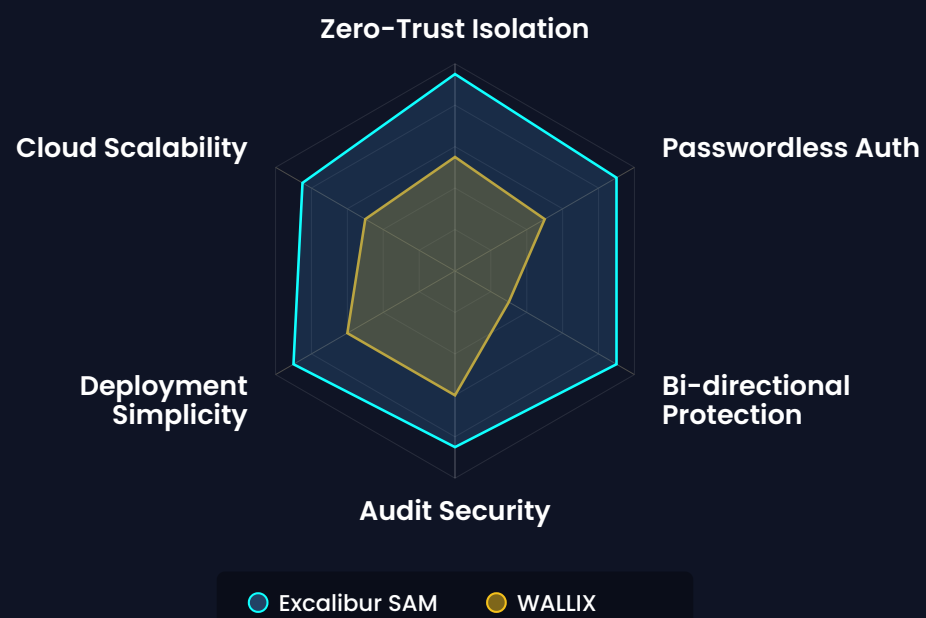 Zero-Trust Isolation
Cloud Scalability
Passwordless Auth
Deployment
Simplicity
Bi-directional
Protection
Audit Security
Excalibur SAM
WALLIX